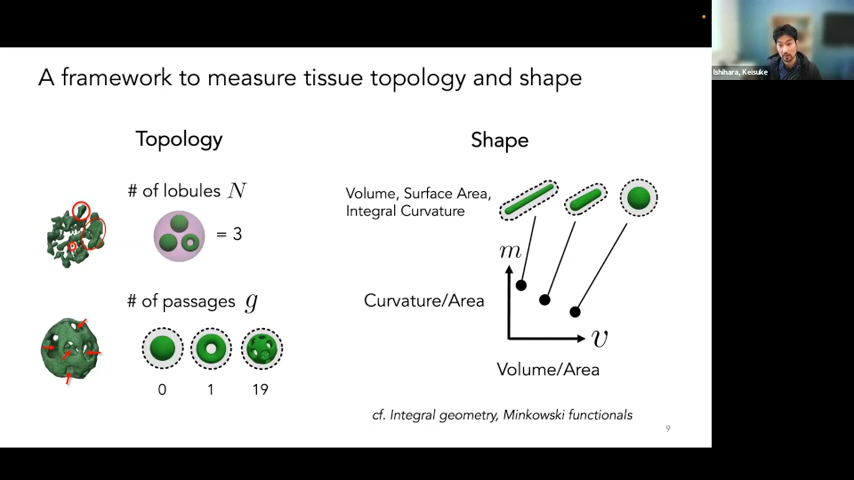 A framework to measure tissue topology and shape
Ishihara, Keisuke
Topology
# of lobules N
= 3
# of passages g
0 1 19
Shape
Volume, Surface Area,
Integral Curvature
m
Curvature/Area
v
Volume/Area
cf. Integral geometry, Minkowski functionals
9